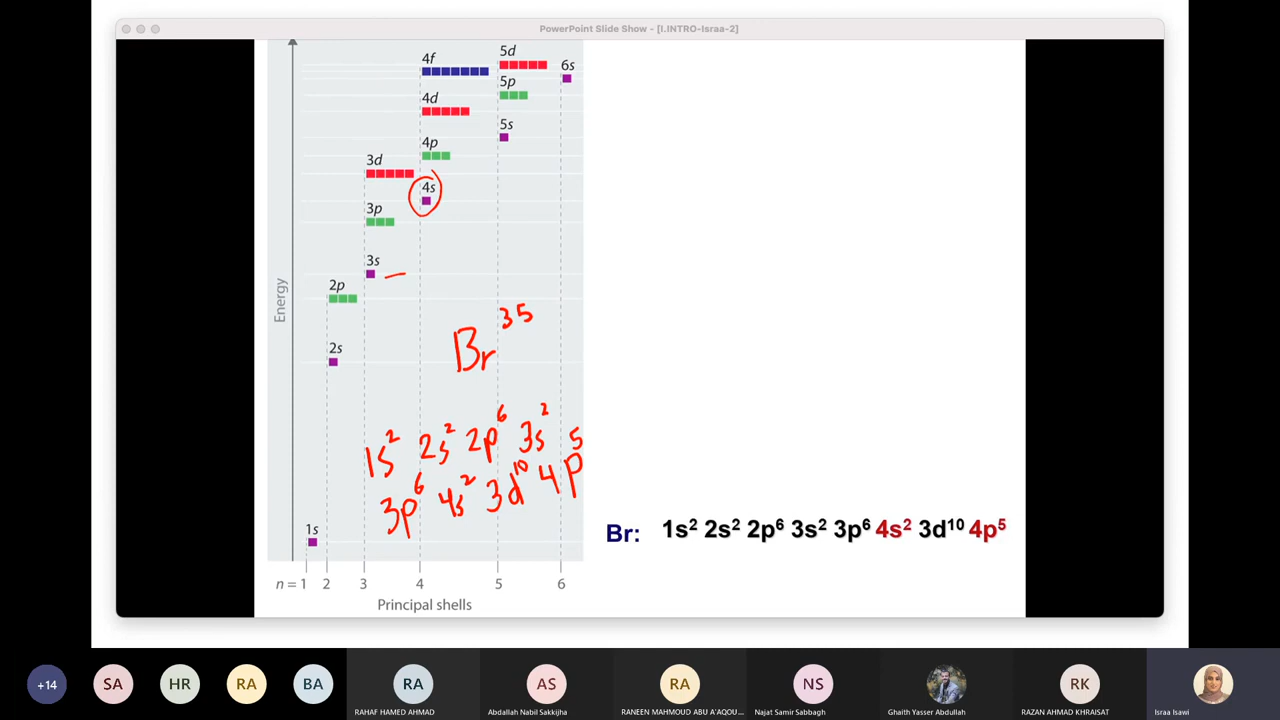 PowerPoint Slide Show - [I.INTRO-Israa-2]
5d
4f
6s
5p
4d
5s
4p
3d
4s
3p
3s
2p
Energy
Br³⁵
2s
1s² 2s² 2p⁶ 3s²
3p⁶ 4s² 3d¹⁰ 4p⁵
1s
Br: 1s² 2s² 2p⁶ 3s² 3p⁶ 4s² 3d¹⁰ 4p⁵
n = 1 2 3 4 5 6
Principal shells
+14 SA HR RA BA RA AS RA NS RK
RAHAF HAMED AHMAD Abdallah Nabil Sakkijha RANEEN MAHMOUD ABU A'AQOU... Najat Samir Sabbagh Ghaith Yasser Abdullah RAZAN AHMAD KHRAISAT Israa Isawi